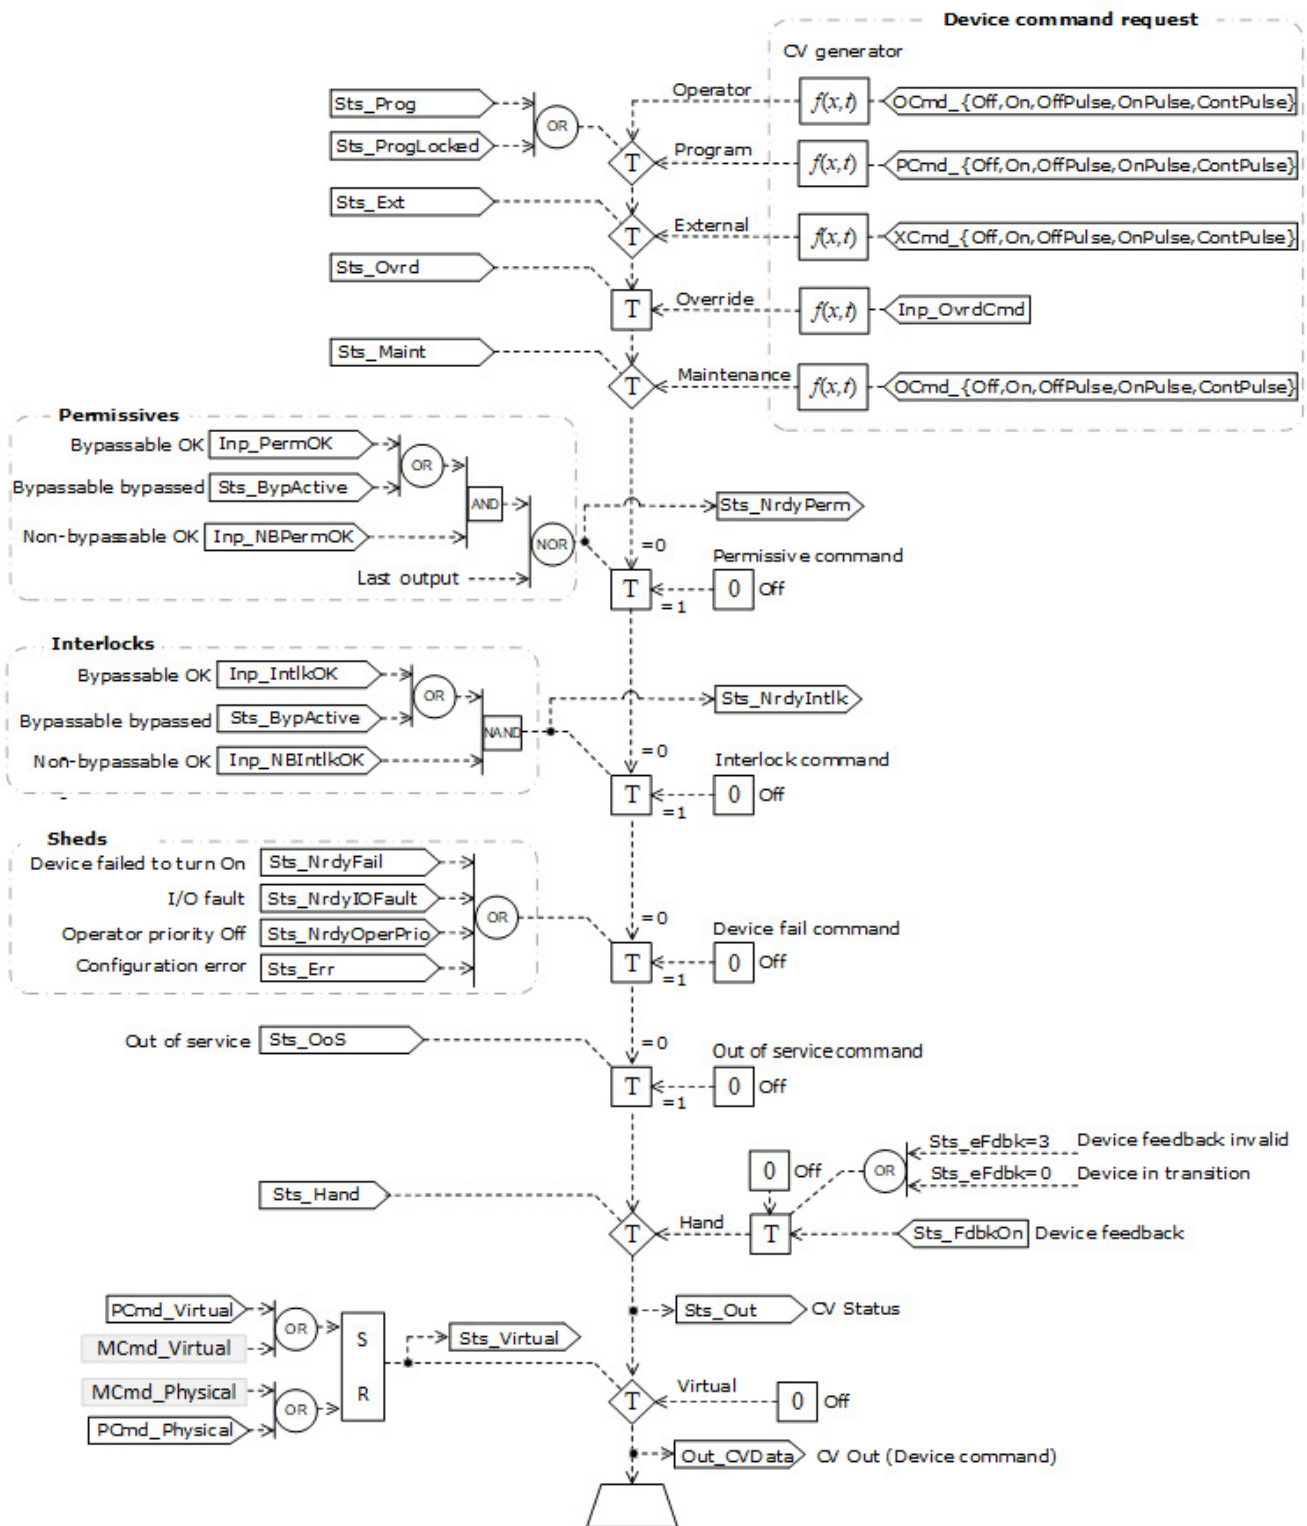 Device command request
CV generator
Operator
f(x,t)
OCmd_{Off,On,OffPulse,OnPulse,ContPulse}
Sts_Prog
OR
Sts_ProgLocked
T
Program
f(x,t)
PCmd_{Off,On,OffPulse,OnPulse,ContPulse}
Sts_Ext
T
External
f(x,t)
XCmd_{Off,On,OffPulse,OnPulse,ContPulse}
Sts_Ovrd
T
Override
f(x,t)
Inp_OvrdCmd
Sts_Maint
T
Maintenance
f(x,t)
OCmd_{Off,On,OffPulse,OnPulse,ContPulse}
Permissives
Bypassable OK
Inp_PermOK
OR
Bypassable bypassed
Sts_BypActive
AND
Non-bypassable OK
Inp_NBPermOK
NOR
Last output
Sts_NrdyPerm
=0
Permissive command
T
=1
0
Off
Interlocks
Bypassable OK
Inp_IntlkOK
OR
Bypassable bypassed
Sts_BypActive
NAND
Non-bypassable OK
Inp_NBIntlkOK
Sts_NrdyIntlk
=0
Interlock command
T
=1
0
Off
Sheds
Device failed to turn On
Sts_NrdyFail
I/O fault
Sts_NrdyIOFault
OR
Operator priority Off
Sts_NrdyOperPrio
Configuration error
Sts_Err
=0
Device fail command
T
=1
0
Off
Out of service
Sts_OoS
=0
Out of service command
T
=1
0
Off
Sts_eFdbk=3
Device feedback invalid
0
Off
OR
Sts_eFdbk=0
Device in transition
Sts_Hand
T
Hand
T
Sts_FdbkOn
Device feedback
PCmd_Virtual
OR
MCmd_Virtual
S
R
Sts_Virtual
Sts_Out
CV Status
MCmd_Physical
OR
PCmd_Physical
T
Virtual
0
Off
Out_CVData
CV Out (Device command)